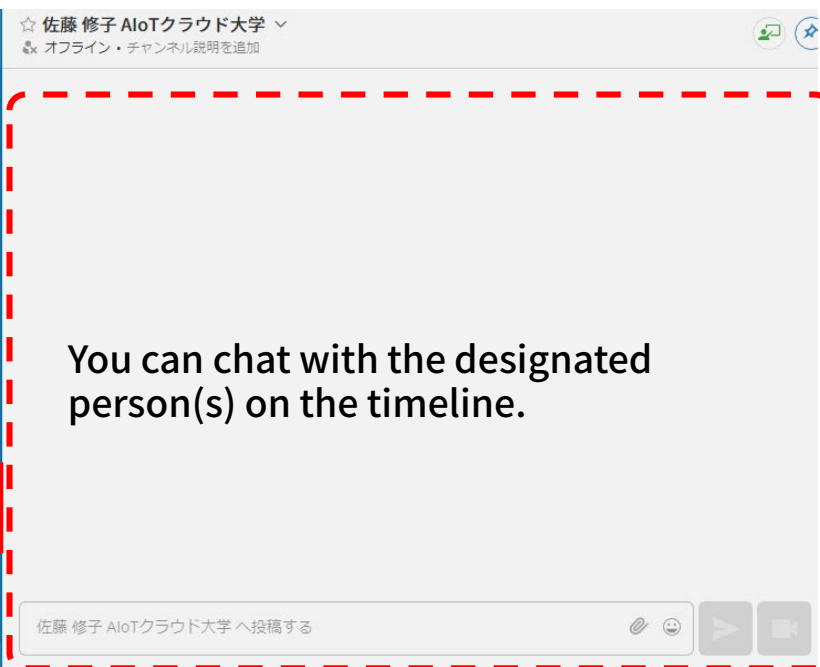 佐藤 修子 AIoTクラウド大学
オフライン・チャンネル説明を追加
You can chat with the designated
person(s) on the timeline.
佐藤 修子 AIoTクラウド大学 へ投稿する